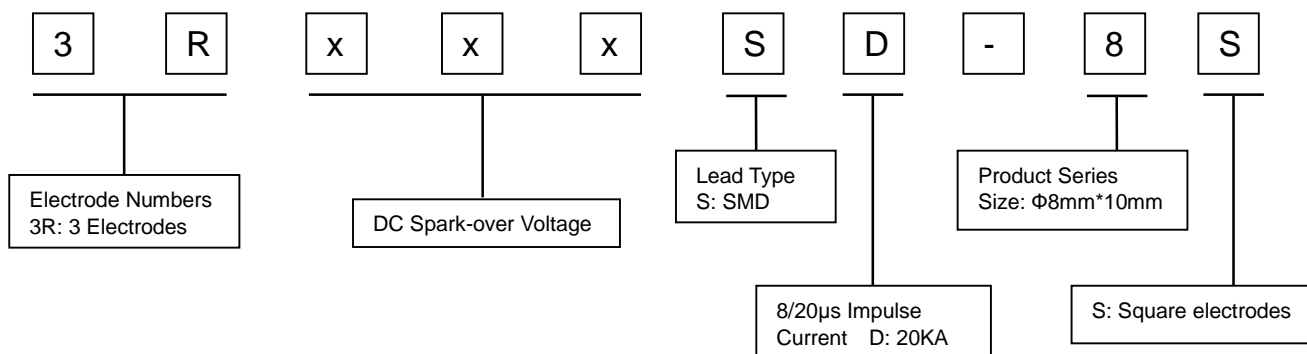 3 R x x x S D - 8 S
Electrode Numbers
3R: 3 Electrodes
DC Spark-over Voltage
Lead Type
S: SMD
Product Series
Size: Φ8mm*10mm
8/20μs Impulse
Current D: 20KA
S: Square electrodes